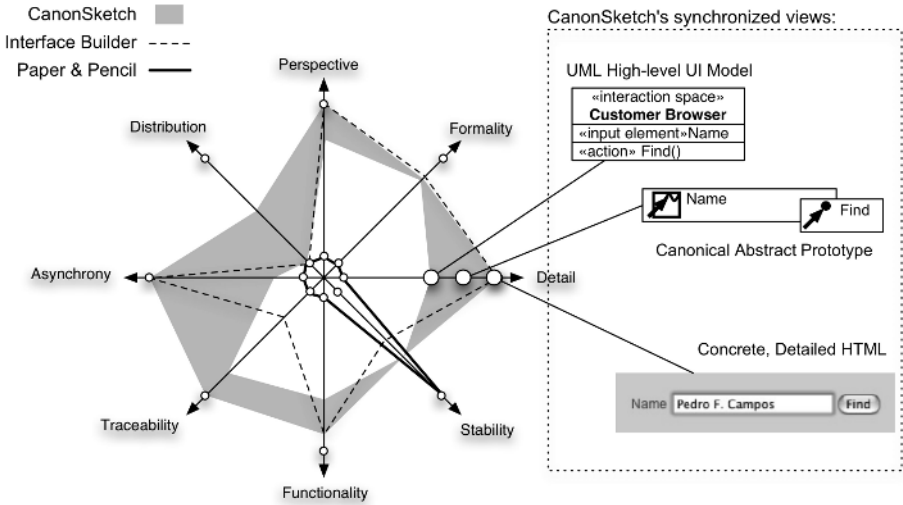 CanonSketch
Interface Builder
Paper & Pencil
Perspective
Distribution
Formality
Asynchrony
Detail
Traceability
Stability
Functionality
CanonSketch's synchronized views:
UML High-level UI Model
«interaction space»
Customer Browser
«input element»Name
«action» Find()
Name
Find
Canonical Abstract Prototype
Concrete, Detailed HTML
Name Pedro F. Campos Find